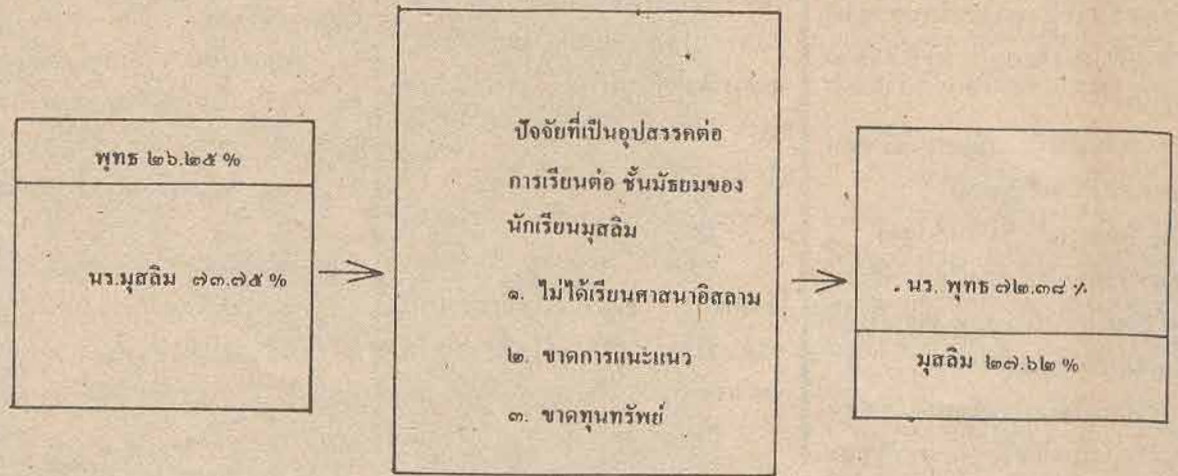 พุทธ ๒๖.๒๕ %
นร.มุสลิม ๗๓.๗๕ %
ปัจจัยที่เป็นอุปสรรคต่อ
การเรียนต่อ ชั้นมัธยมของ
นักเรียนมุสลิม
๑. ไม่ได้เรียนศาสนาอิสลาม
๒. ขาดการแนะแนว
๓. ขาดทุนทรัพย์
นร. พุทธ ๗๒.๓๘ %
มุสลิม ๒๗.๖๒ %